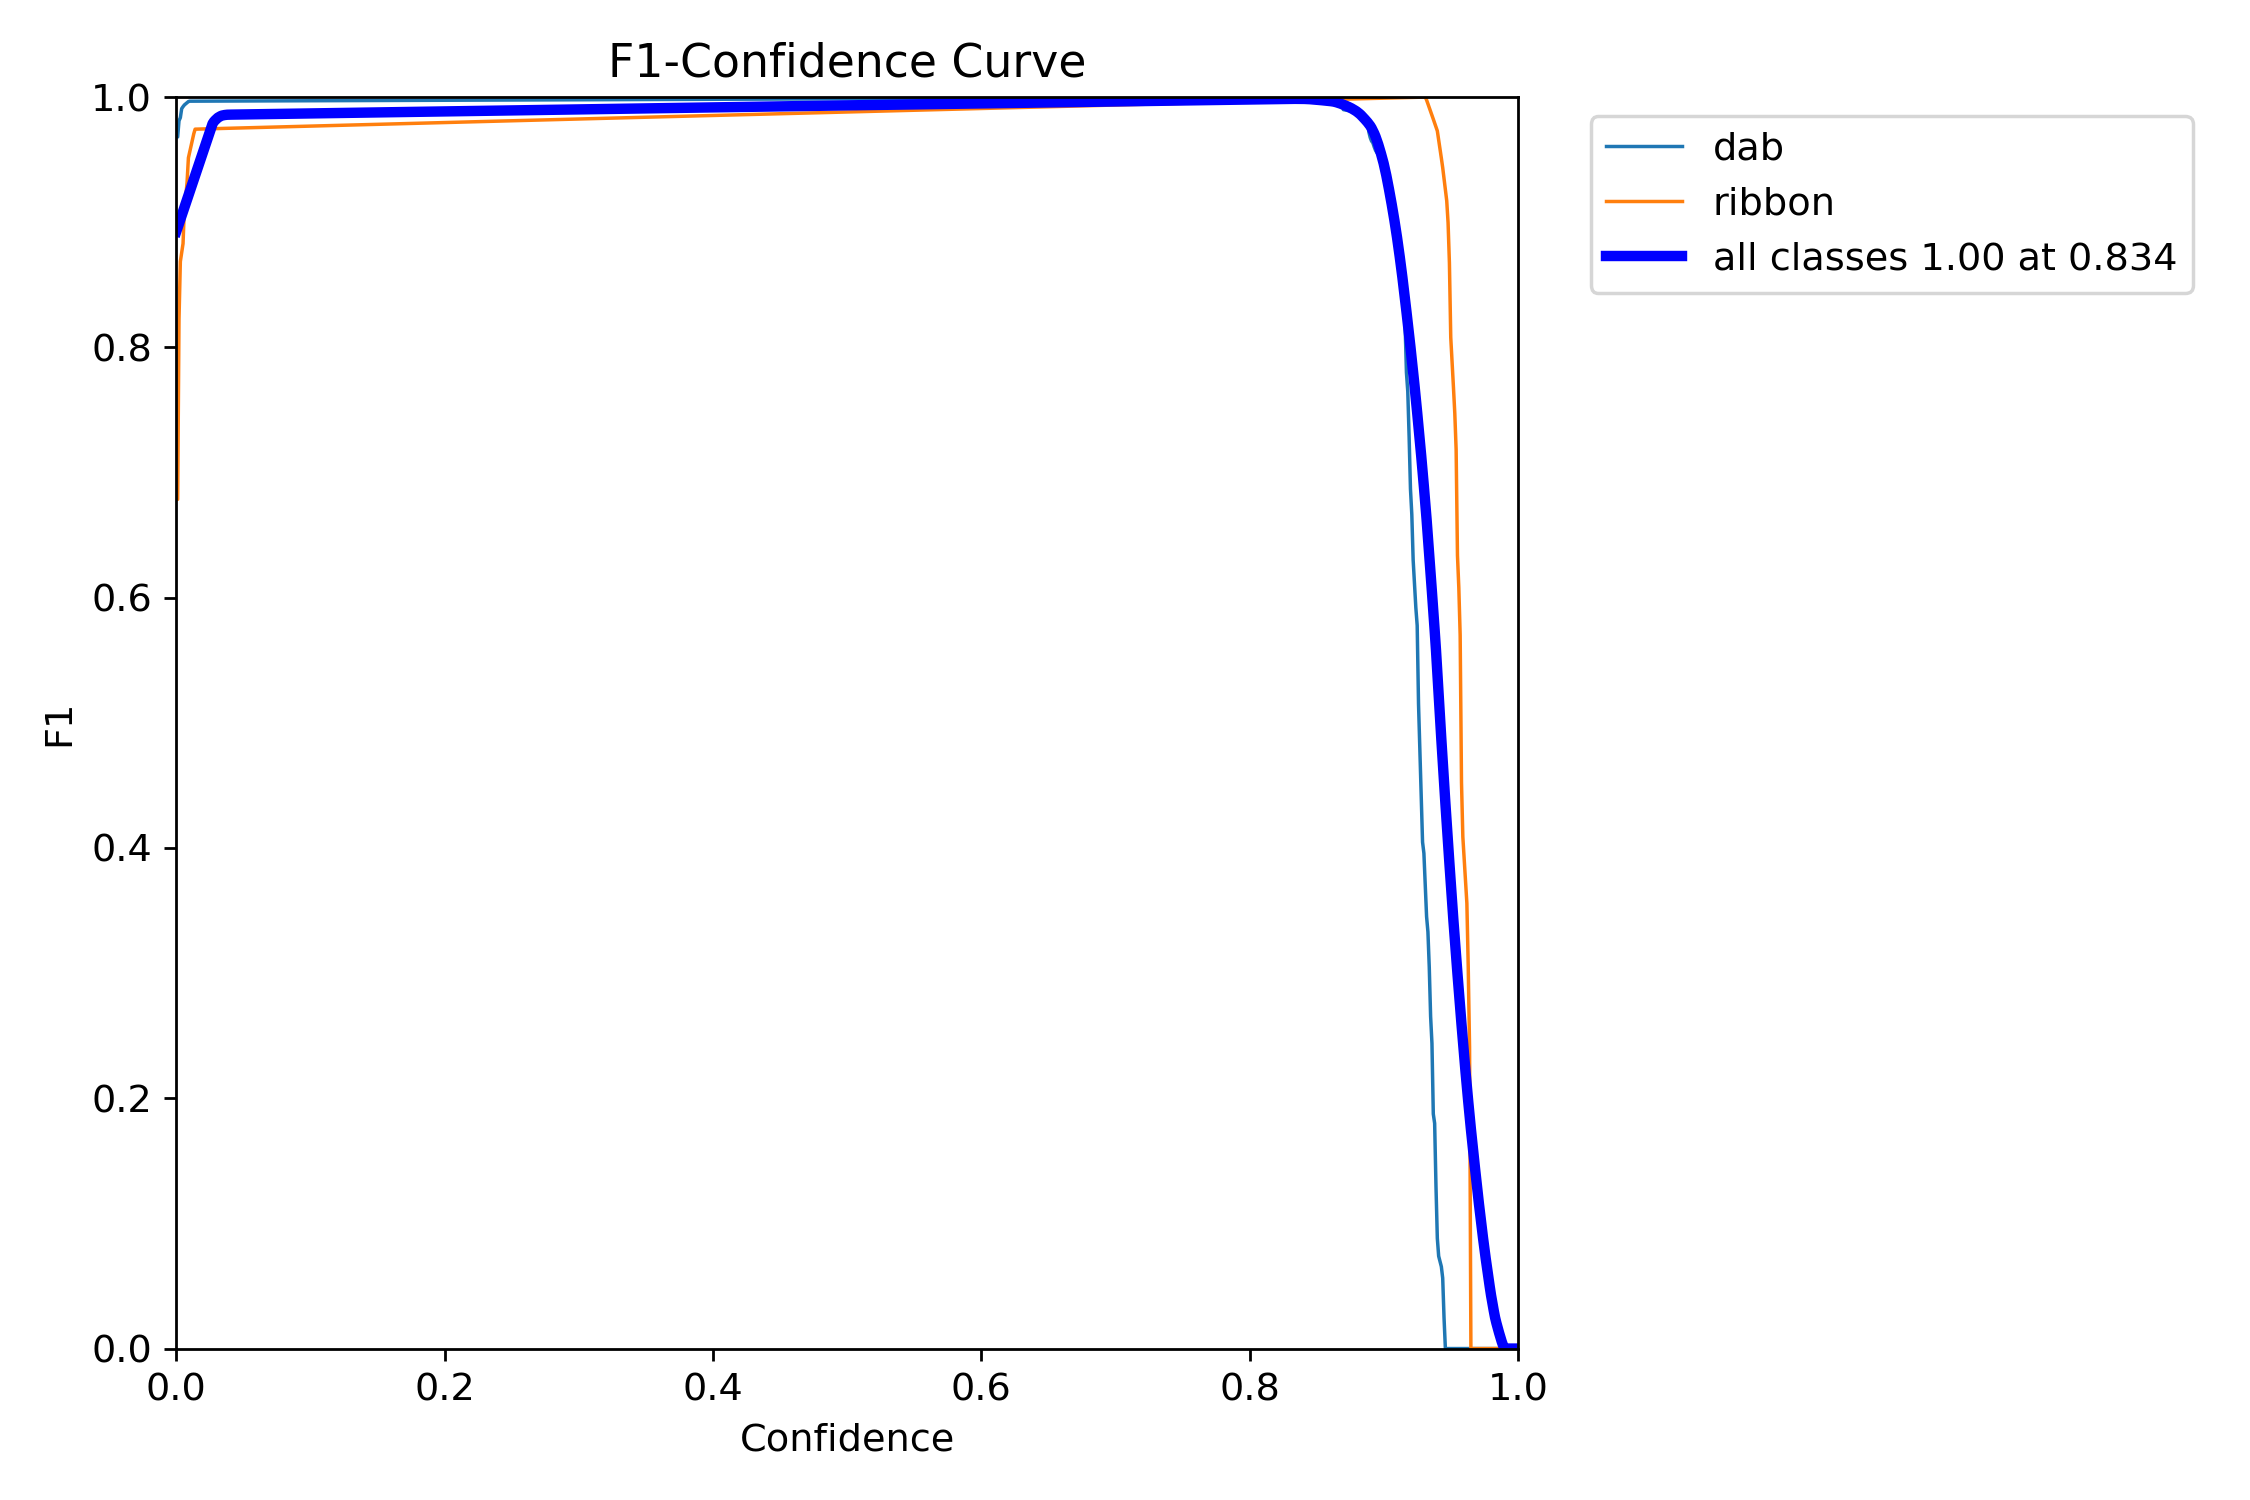 F1-Confidence Curve
1.0
0.8
0.6
0.4
0.2
0.0
F1
0.0 0.2 0.4 0.6 0.8 1.0
Confidence
dab
ribbon
all classes 1.00 at 0.834